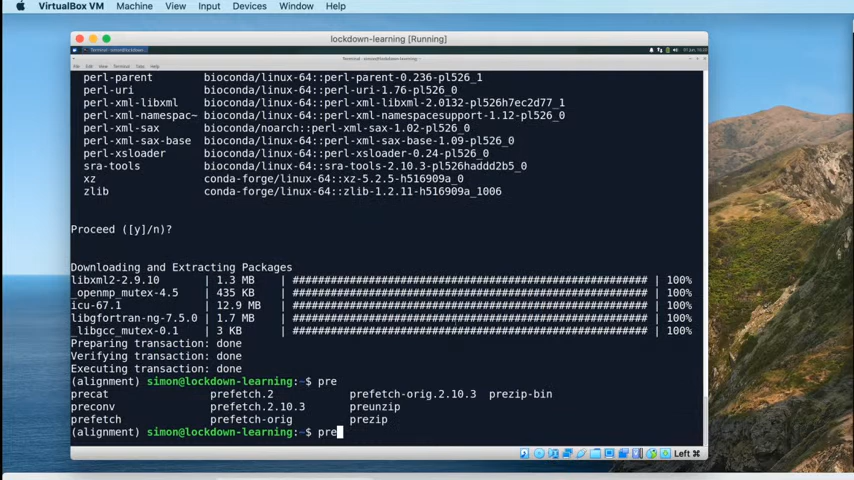 VirtualBox VM Machine View Input Devices Window Help
lockdown-learning [Running]
perl-parent bioconda/linux-64::perl-parent-0.236-pl526_1
perl-uri bioconda/linux-64::perl-uri-1.76-pl526_0
perl-xml-libxml bioconda/linux-64::perl-xml-libxml-2.0132-pl526h7ec2d77_1
perl-xml-namespac~ bioconda/linux-64::perl-xml-namespacesupport-1.12-pl526_0
perl-xml-sax bioconda/noarch::perl-xml-sax-1.02-pl526_0
perl-xml-sax-base bioconda/linux-64::perl-xml-sax-base-1.09-pl526_0
perl-xsloader bioconda/linux-64::perl-xsloader-0.24-pl526_0
sra-tools bioconda/linux-64::sra-tools-2.10.3-pl526haddd2b5_0
xz conda-forge/linux-64::xz-5.2.5-h516909a_0
zlib conda-forge/linux-64::zlib-1.2.11-h516909a_1006
Proceed ([y]/n)?
Downloading and Extracting Packages
libxml2-2.9.10 | 1.3 MB | ####################################################### | 100%
_openmp_mutex-4.5 | 435 KB | ####################################################### | 100%
icu-67.1 | 12.9 MB | ####################################################### | 100%
libgfortran-ng-7.5.0 | 1.7 MB | ####################################################### | 100%
_libgcc_mutex-0.1 | 3 KB | ####################################################### | 100%
Preparing transaction: done
Verifying transaction: done
Executing transaction: done
(alignment) simon@lockdown-learning:~$ pre
precat prefetch.2 prefetch-orig.2.10.3 prezip-bin
preconv prefetch.2.10.3 preunzip
prefetch prefetch-orig prezip
(alignment) simon@lockdown-learning:~$ pre
Left ⌘